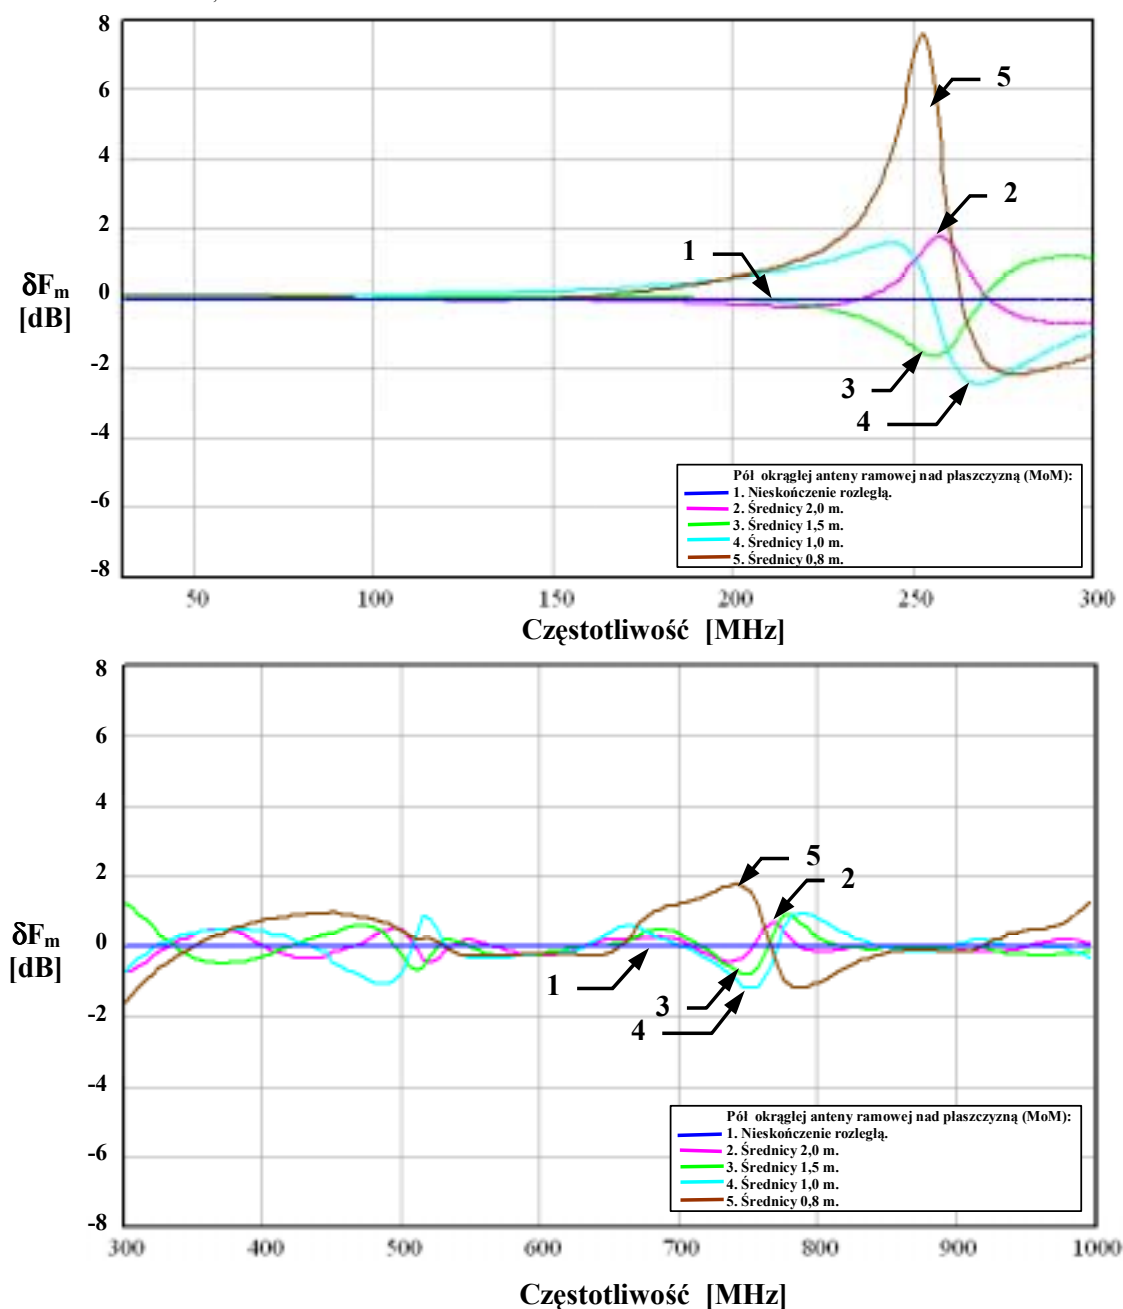 8
6
4
2
0
-2
-4
-6
-8
δFm
[dB]
1
2
3
4
5
Pół okrągłej anteny ramowej nad płaszczyzną (MoM):
1. Nieskończenie rozległą.
2. Średnicy 2,0 m.
3. Średnicy 1,5 m.
4. Średnicy 1,0 m.
5. Średnicy 0,8 m.
50 100 150 200 250 300
Częstotliwość [MHz]
8
6
4
2
0
-2
-4
-6
-8
δFm
[dB]
5
2
1
3
4
Pół okrągłej anteny ramowej nad płaszczyzną (MoM):
1. Nieskończenie rozległą.
2. Średnicy 2,0 m.
3. Średnicy 1,5 m.
4. Średnicy 1,0 m.
5. Średnicy 0,8 m.
300 400 500 600 700 800 900 1000
Częstotliwość [MHz]